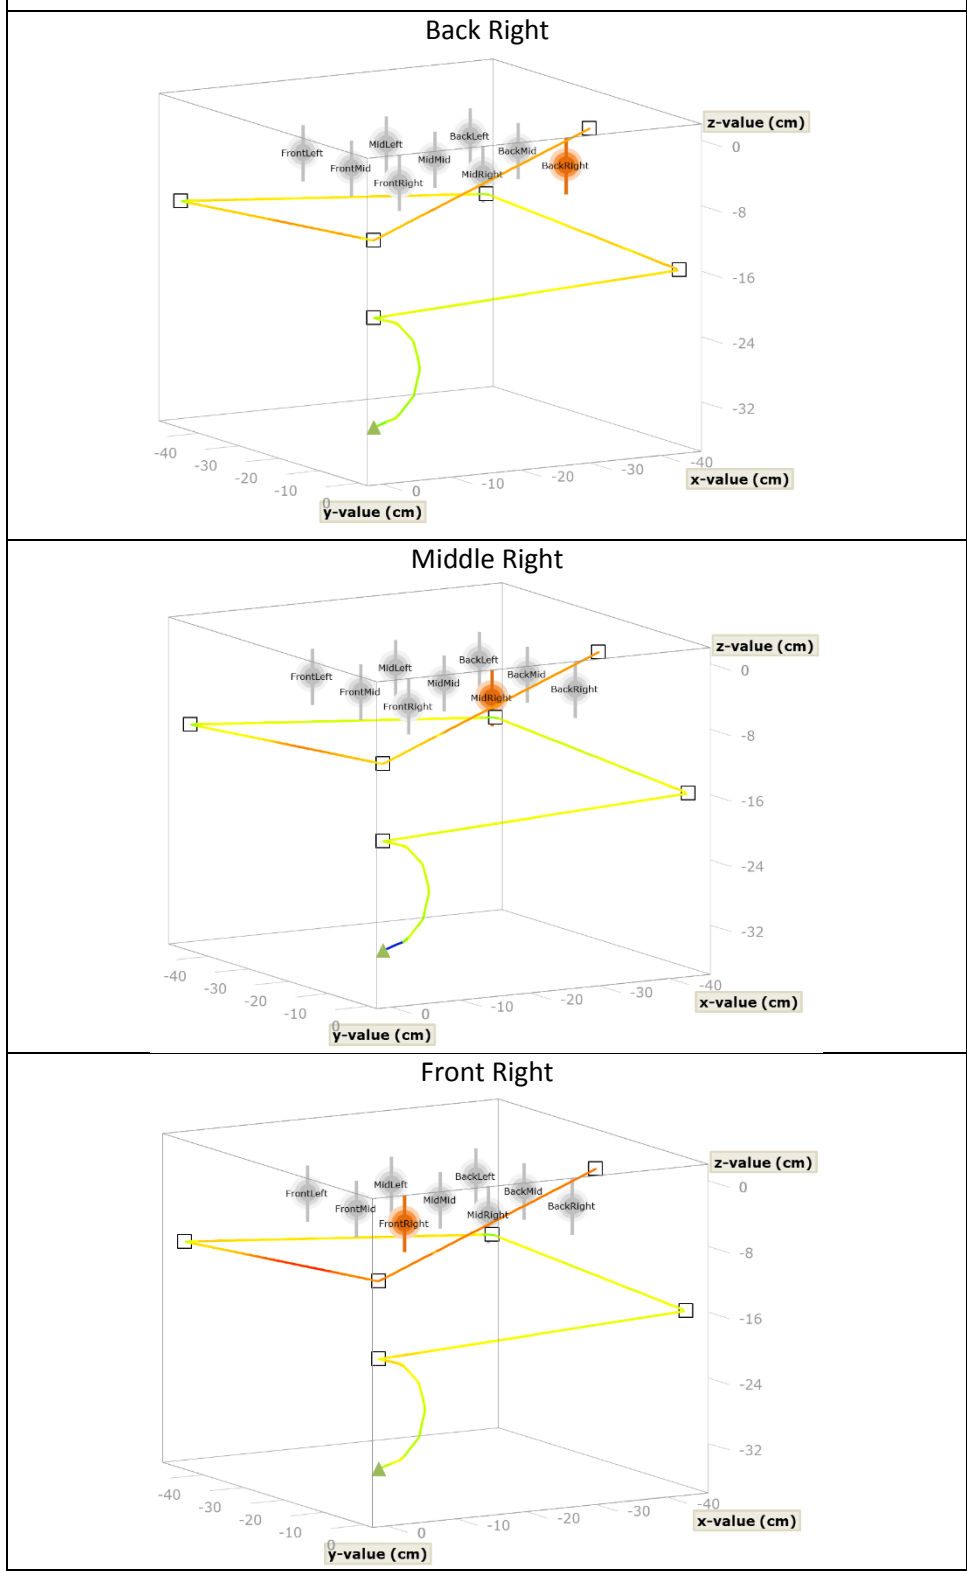 Back Right
z-value (cm)
BackLeft
MidLeft
BackMid
FrontLeft
MidMid
FrontMid
MidRight
BackRight
FrontRight
0
-8
-16
-24
-32
-40
-30
-20
-10
0
0
-10
-20
-30
-40
x-value (cm)
y-value (cm)
Middle Right
z-value (cm)
BackLeft
MidLeft
BackMid
FrontLeft
MidMid
FrontMid
MidRight
BackRight
FrontRight
0
-8
-16
-24
-32
-40
-30
-20
-10
0
0
-10
-20
-30
-40
x-value (cm)
y-value (cm)
Front Right
z-value (cm)
BackLeft
MidLeft
BackMid
FrontLeft
MidMid
FrontMid
MidRight
BackRight
FrontRight
0
-8
-16
-24
-32
-40
-30
-20
-10
0
0
-10
-20
-30
-40
x-value (cm)
y-value (cm)